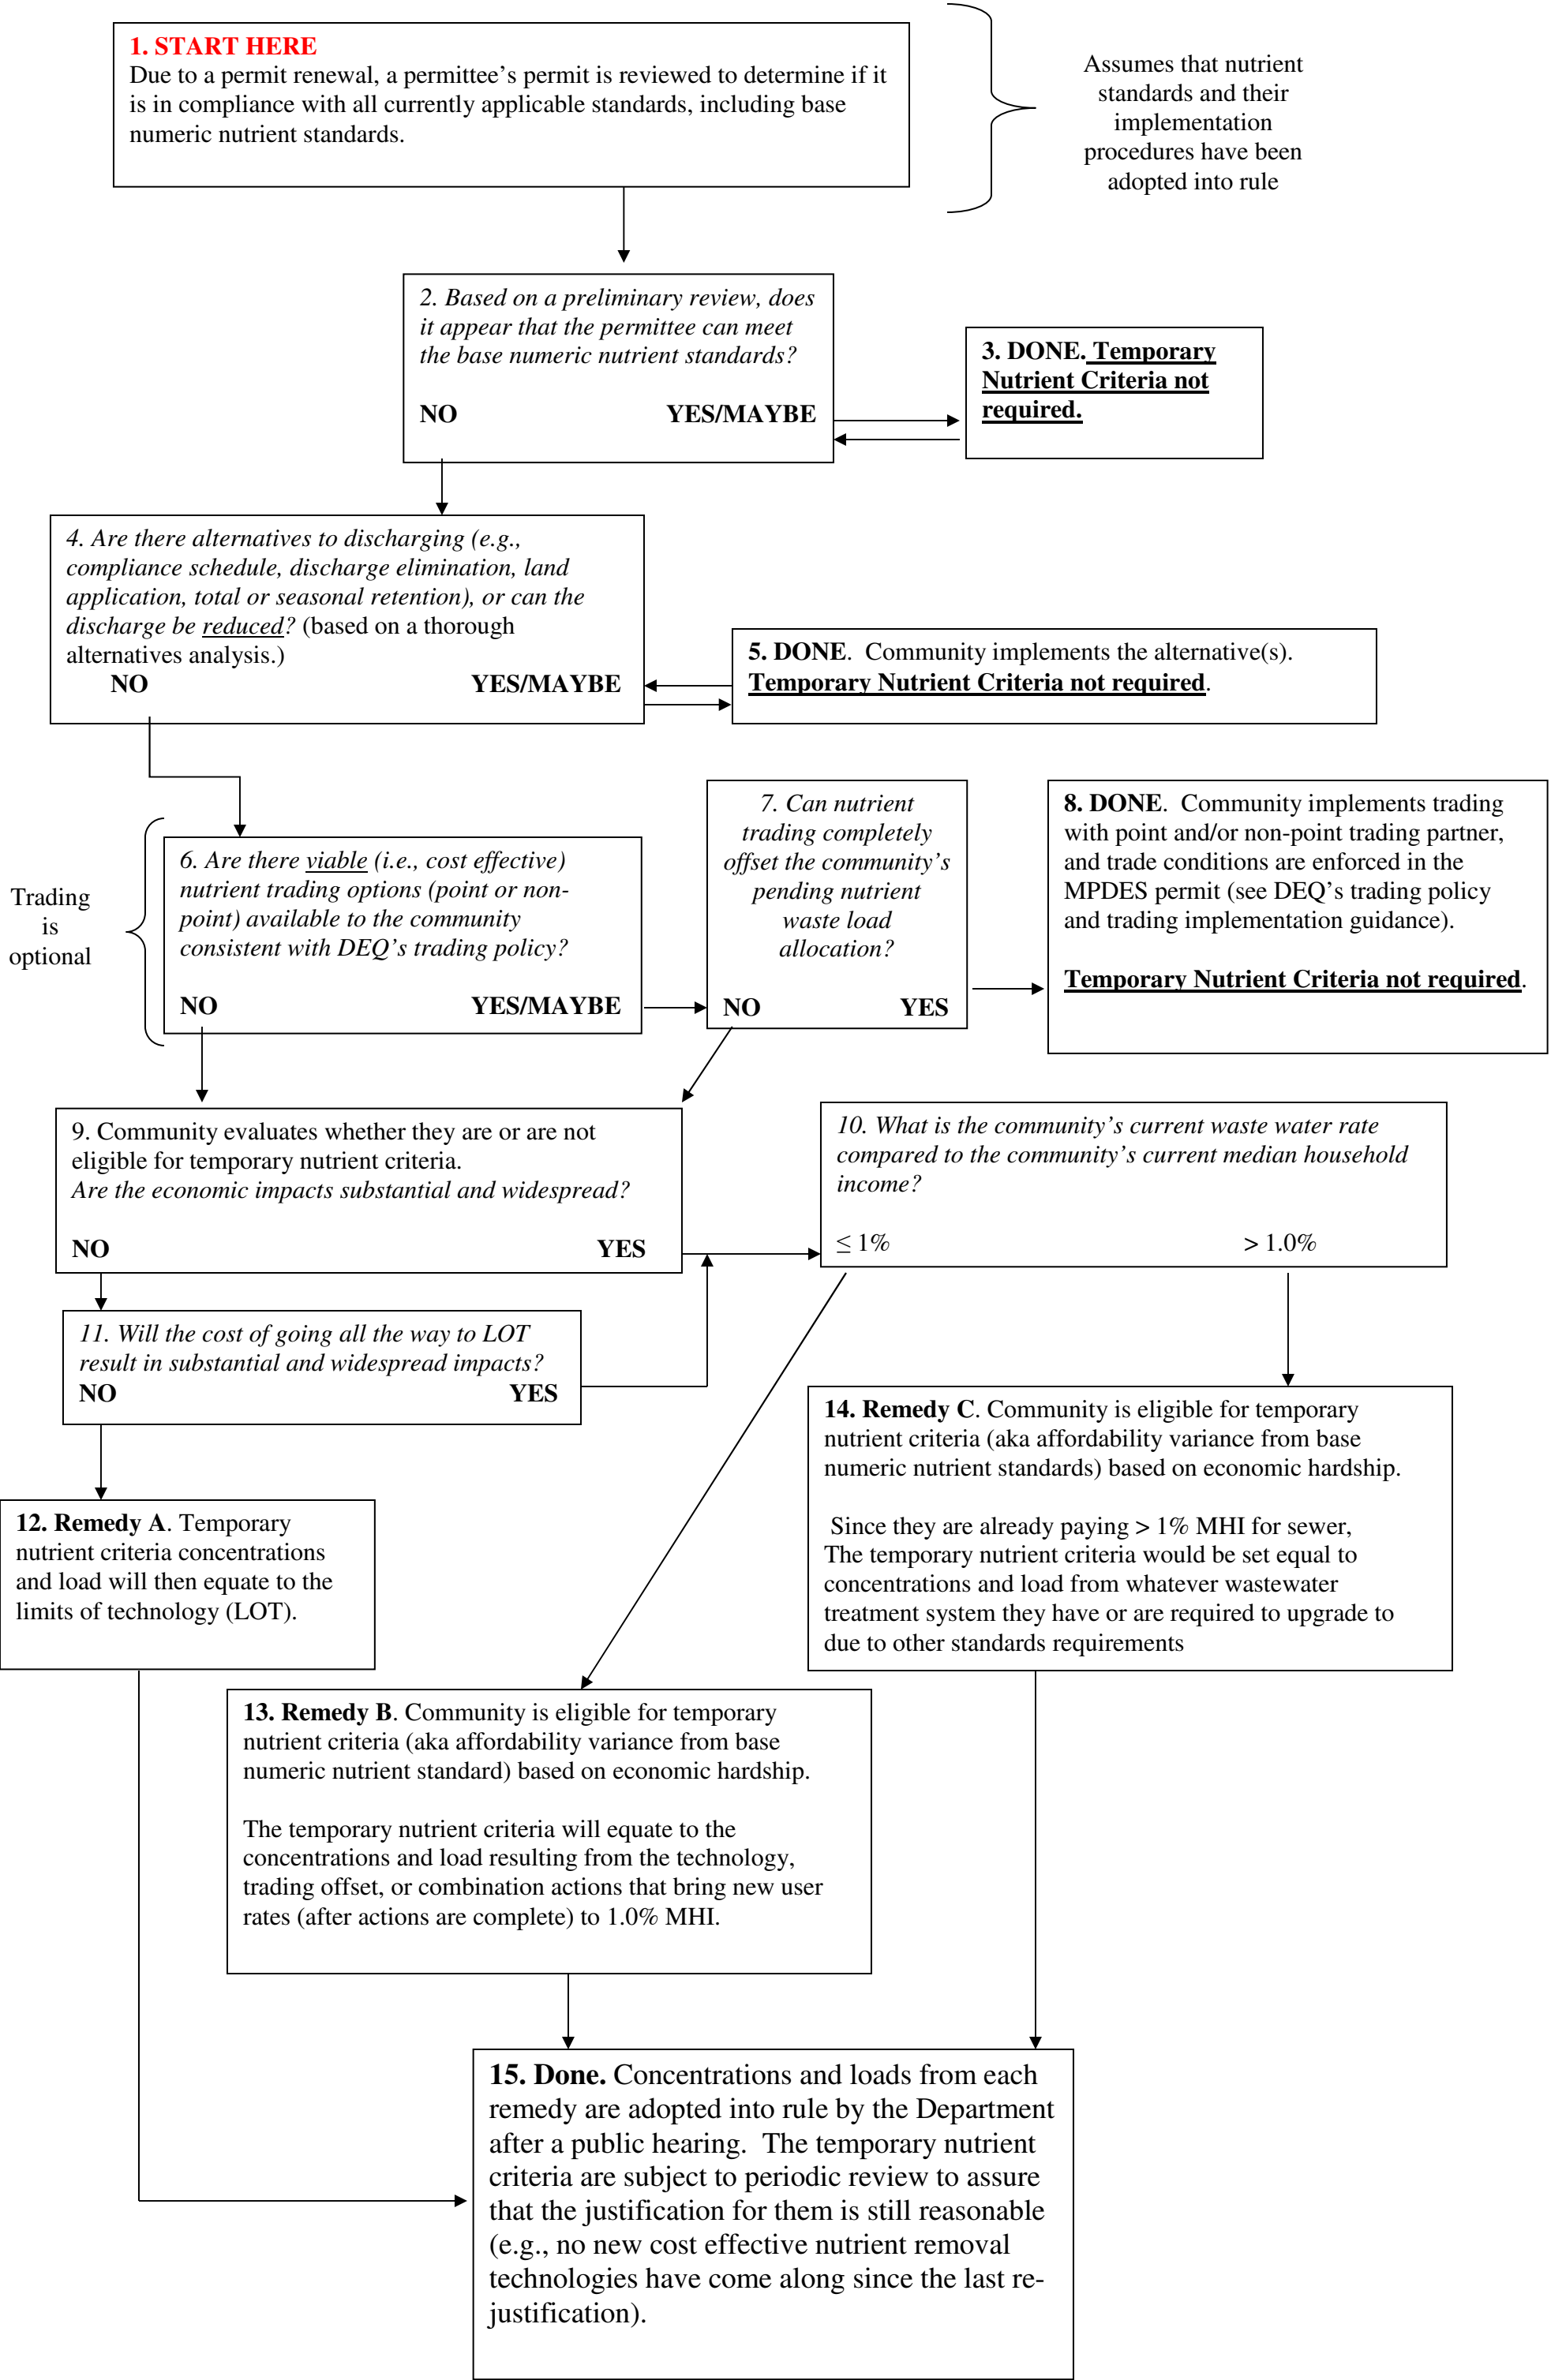 1. START HERE
Due to a permit renewal, a permittee’s permit is reviewed to determine if it
is in compliance with all currently applicable standards, including base
numeric nutrient standards.
Assumes that nutrient
standards and their
implementation
procedures have been
adopted into rule
2. Based on a preliminary review, does
it appear that the permittee can meet
the base numeric nutrient standards?
NO YES/MAYBE
3. DONE. Temporary
Nutrient Criteria not
required.
4. Are there alternatives to discharging (e.g.,
compliance schedule, discharge elimination, land
application, total or seasonal retention), or can the
discharge be reduced? (based on a thorough
alternatives analysis.)
NO YES/MAYBE
5. DONE. Community implements the alternative(s).
Temporary Nutrient Criteria not required.
Trading
is
optional
6. Are there viable (i.e., cost effective)
nutrient trading options (point or non-
point) available to the community
consistent with DEQ’s trading policy?
NO YES/MAYBE
7. Can nutrient
trading completely
offset the community’s
pending nutrient
waste load
allocation?
NO YES
8. DONE. Community implements trading
with point and/or non-point trading partner,
and trade conditions are enforced in the
MPDES permit (see DEQ’s trading policy
and trading implementation guidance).
Temporary Nutrient Criteria not required.
9. Community evaluates whether they are or are not
eligible for temporary nutrient criteria.
Are the economic impacts substantial and widespread?
NO YES
10. What is the community’s current waste water rate
compared to the community’s current median household
income?
≤ 1% > 1.0%
11. Will the cost of going all the way to LOT
result in substantial and widespread impacts?
NO YES
12. Remedy A. Temporary
nutrient criteria concentrations
and load will then equate to the
limits of technology (LOT).
14. Remedy C. Community is eligible for temporary
nutrient criteria (aka affordability variance from base
numeric nutrient standards) based on economic hardship.
Since they are already paying > 1% MHI for sewer,
The temporary nutrient criteria would be set equal to
concentrations and load from whatever wastewater
treatment system they have or are required to upgrade to
due to other standards requirements
13. Remedy B. Community is eligible for temporary
nutrient criteria (aka affordability variance from base
numeric nutrient standard) based on economic hardship.
The temporary nutrient criteria will equate to the
concentrations and load resulting from the technology,
trading offset, or combination actions that bring new user
rates (after actions are complete) to 1.0% MHI.
15. Done. Concentrations and loads from each
remedy are adopted into rule by the Department
after a public hearing. The temporary nutrient
criteria are subject to periodic review to assure
that the justification for them is still reasonable
(e.g., no new cost effective nutrient removal
technologies have come along since the last re-
justification).